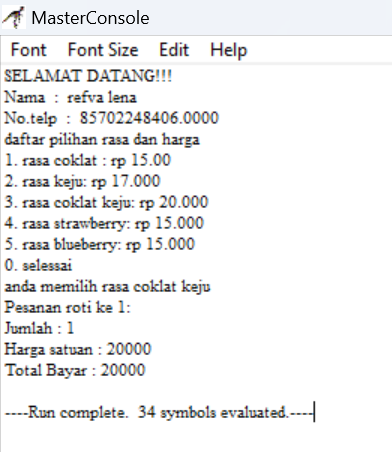 MasterConsole
Font Font Size Edit Help
SELAMAT DATANG!!!
Nama : refva lena
No.telp : 85702248406.0000
daftar pilihan rasa dan harga
1. rasa coklat : rp 15.00
2. rasa keju: rp 17.000
3. rasa coklat keju: rp 20.000
4. rasa strawberry: rp 15.000
5. rasa blueberry: rp 15.000
0. selessai
anda memilih rasa coklat keju
Pesanan roti ke 1:
Jumlah : 1
Harga satuan : 20000
Total Bayar : 20000
----Run complete. 34 symbols evaluated.----